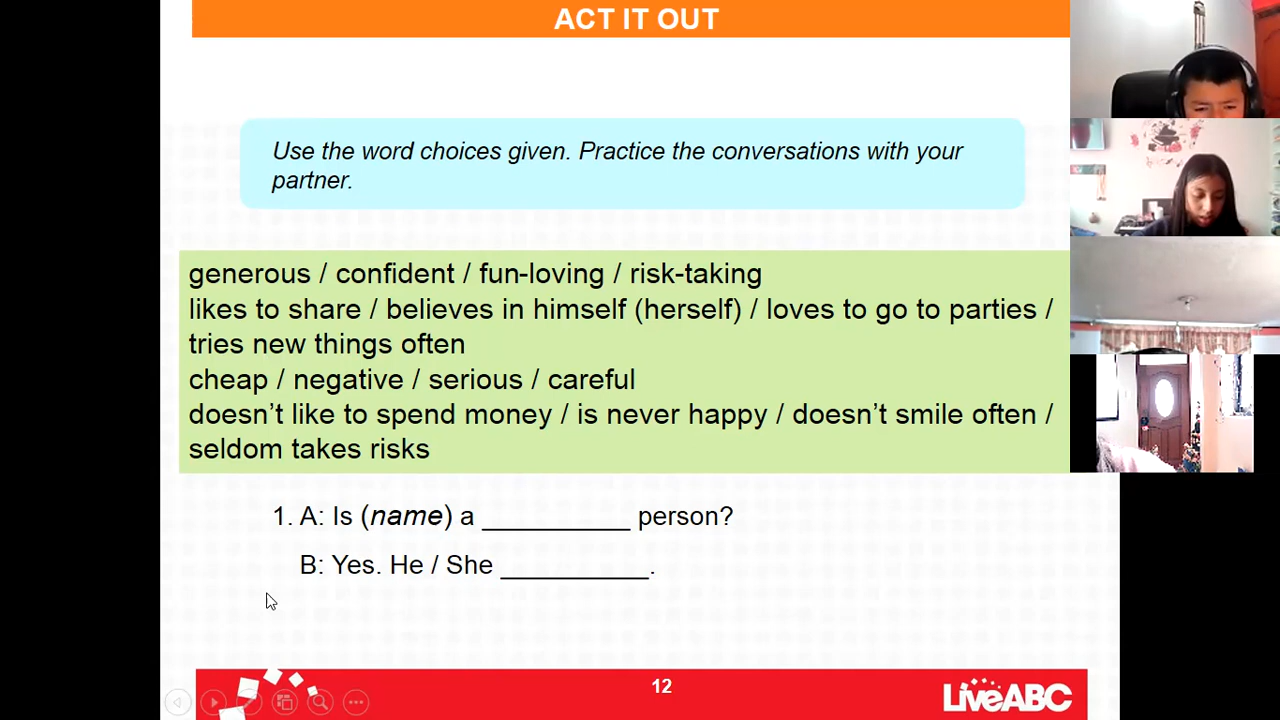 ACT IT OUT
Use the word choices given. Practice the conversations with your
partner.
generous / confident / fun-loving / risk-taking
likes to share / believes in himself (herself) / loves to go to parties /
tries new things often
cheap / negative / serious / careful
doesn’t like to spend money / is never happy / doesn’t smile often /
seldom takes risks
1. A: Is (name) a __________ person?
B: Yes. He / She __________.
12
LiveABC